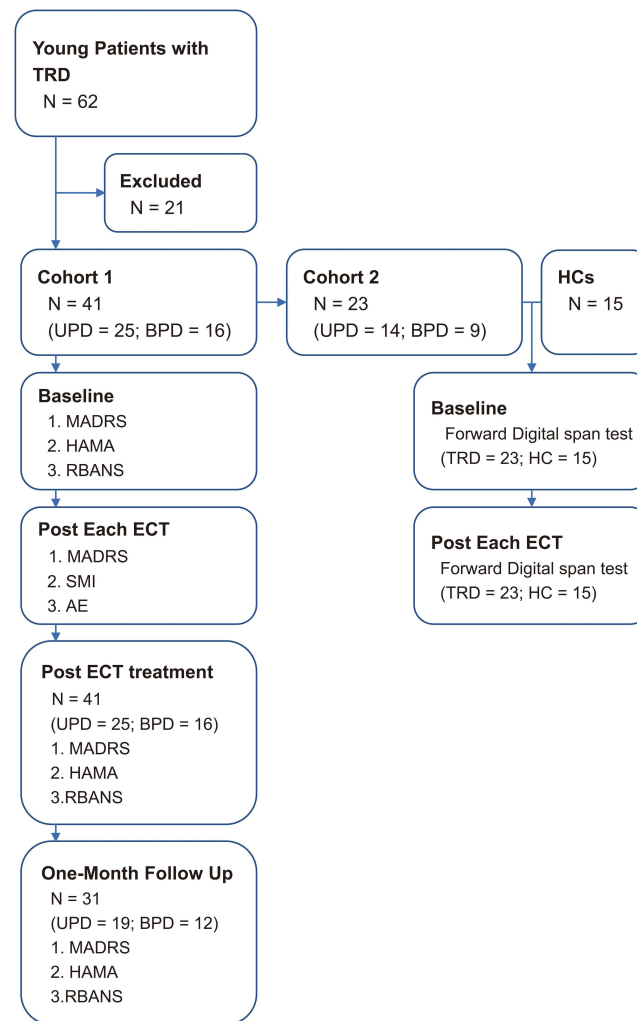 Young Patients with
TRD
N = 62
Excluded
N = 21
Cohort 1
N = 41
(UPD = 25; BPD = 16)
Cohort 2
N = 23
(UPD = 14; BPD = 9)
HCs
N = 15
Baseline
1. MADRS
2. HAMA
3. RBANS
Baseline
Forward Digital span test
(TRD = 23; HC = 15)
Post Each ECT
1. MADRS
2. SMI
3. AE
Post Each ECT
Forward Digital span test
(TRD = 23; HC = 15)
Post ECT treatment
N = 41
(UPD = 25; BPD = 16)
1. MADRS
2. HAMA
3.RBANS
One-Month Follow Up
N = 31
(UPD = 19; BPD = 12)
1. MADRS
2. HAMA
3.RBANS